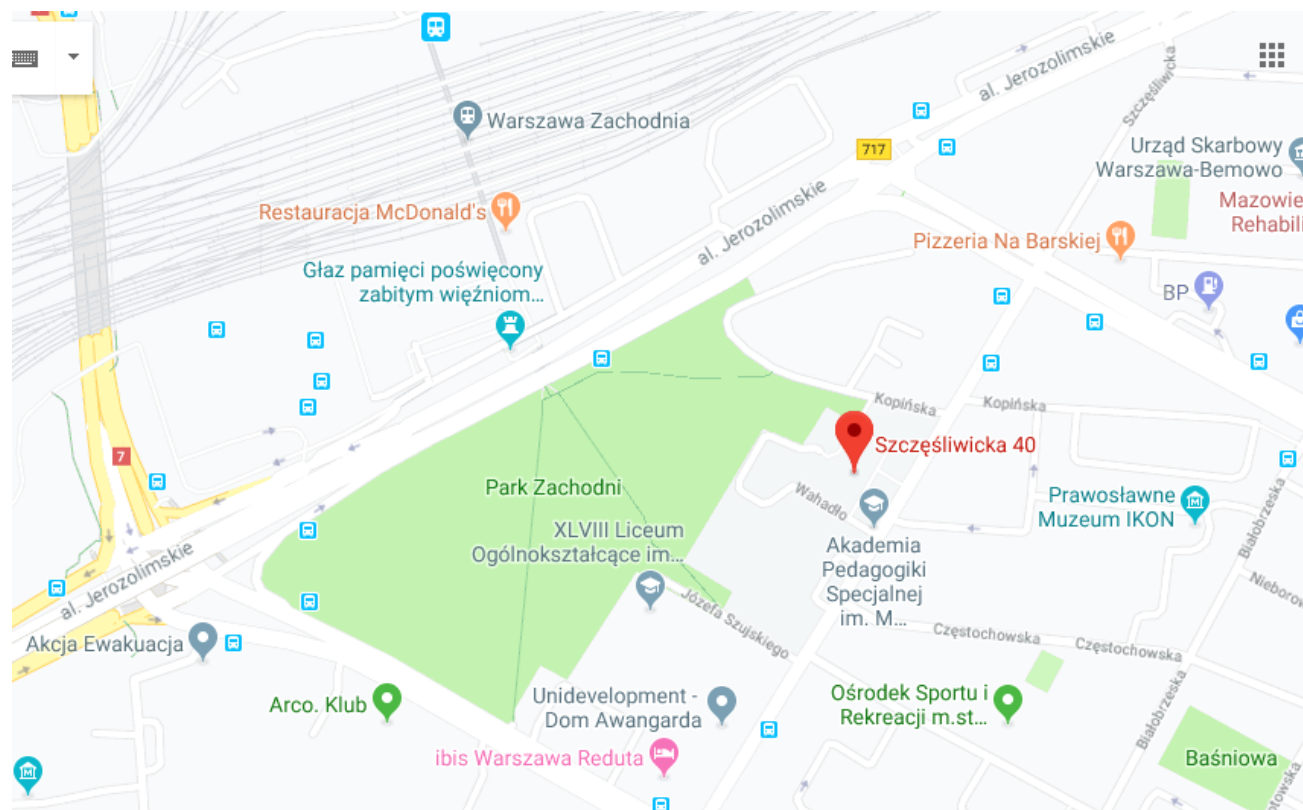 al. Jerozolimskie
Szczęśliwicka
Warszawa Zachodnia
717
Urząd Skarbowy
Warszawa-Bemowo
Restauracja McDonald's
al. Jerozolimskie
Mazowie
Rehabili
Pizzeria Na Barskiej
Głaz pamięci poświęcony
zabitym więźniom...
BP
Kopińska
Kopińska
Szczęśliwicka 40
7
Park Zachodni
Wahadło
Prawosławne
Muzeum IKON
Białobrzeska
XLVIII Liceum
Ogólnokształcące im...
Akademia
Pedagogiki
Specjalnej
im. M...
al. Jerozolimskie
Józefa Szujskiego
Nieborow
Częstochowska
Częstochowska
Akcja Ewakuacja
Arco. Klub
Unidevelopment -
Dom Awangarda
Ośrodek Sportu i
Rekreacji m.st...
Białobrzeska
ibis Warszawa Reduta
Baśniowa